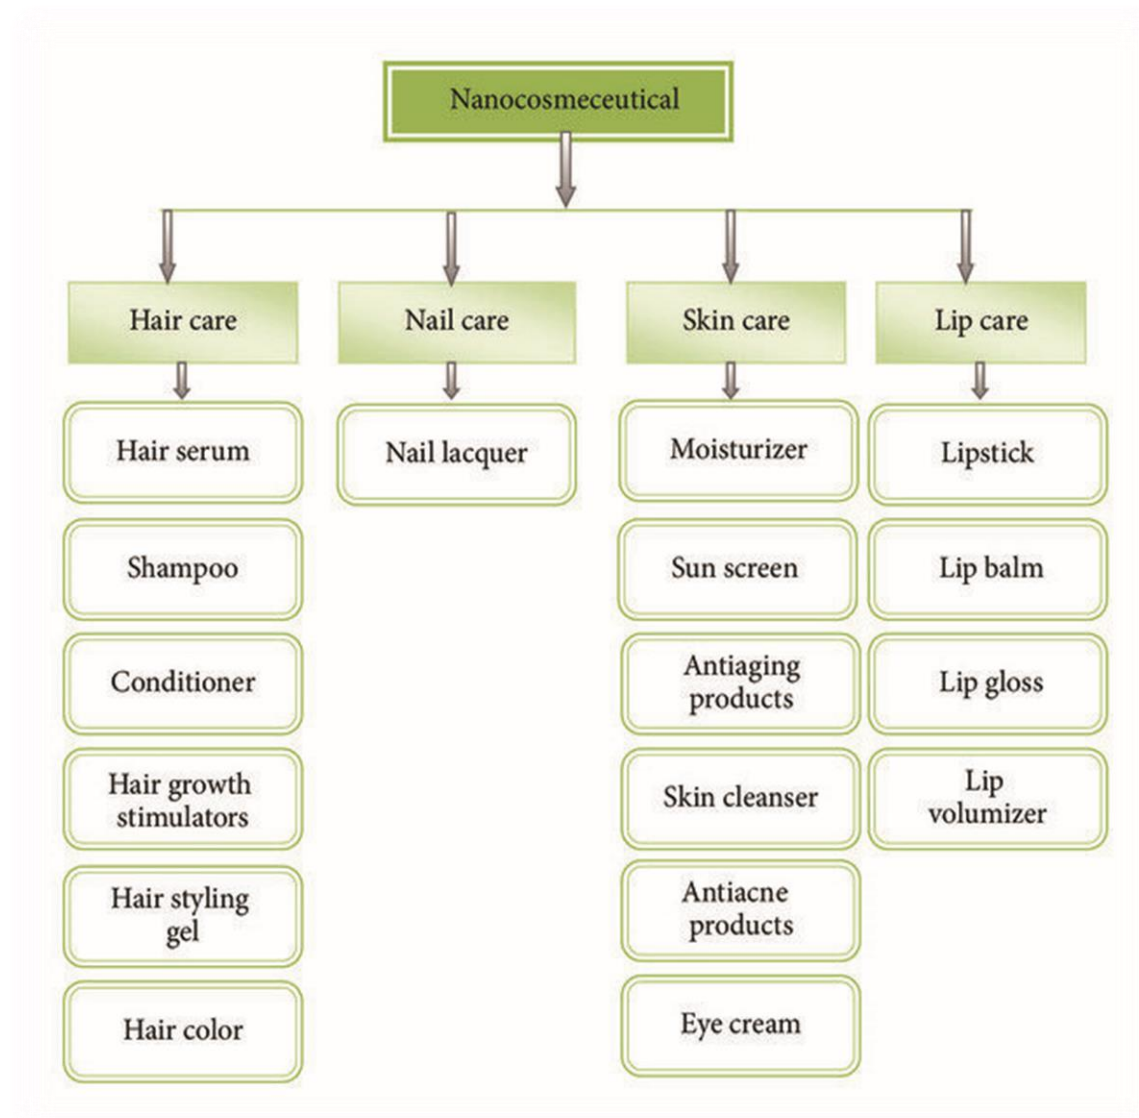 Nanocosmeceutical
Hair care
Nail care
Skin care
Lip care
Hair serum
Nail lacquer
Moisturizer
Lipstick
Shampoo
Sun screen
Lip balm
Conditioner
Antiaging
products
Lip gloss
Hair growth
stimulators
Skin cleanser
Lip
volumizer
Hair styling
gel
Antiacne
products
Hair color
Eye cream